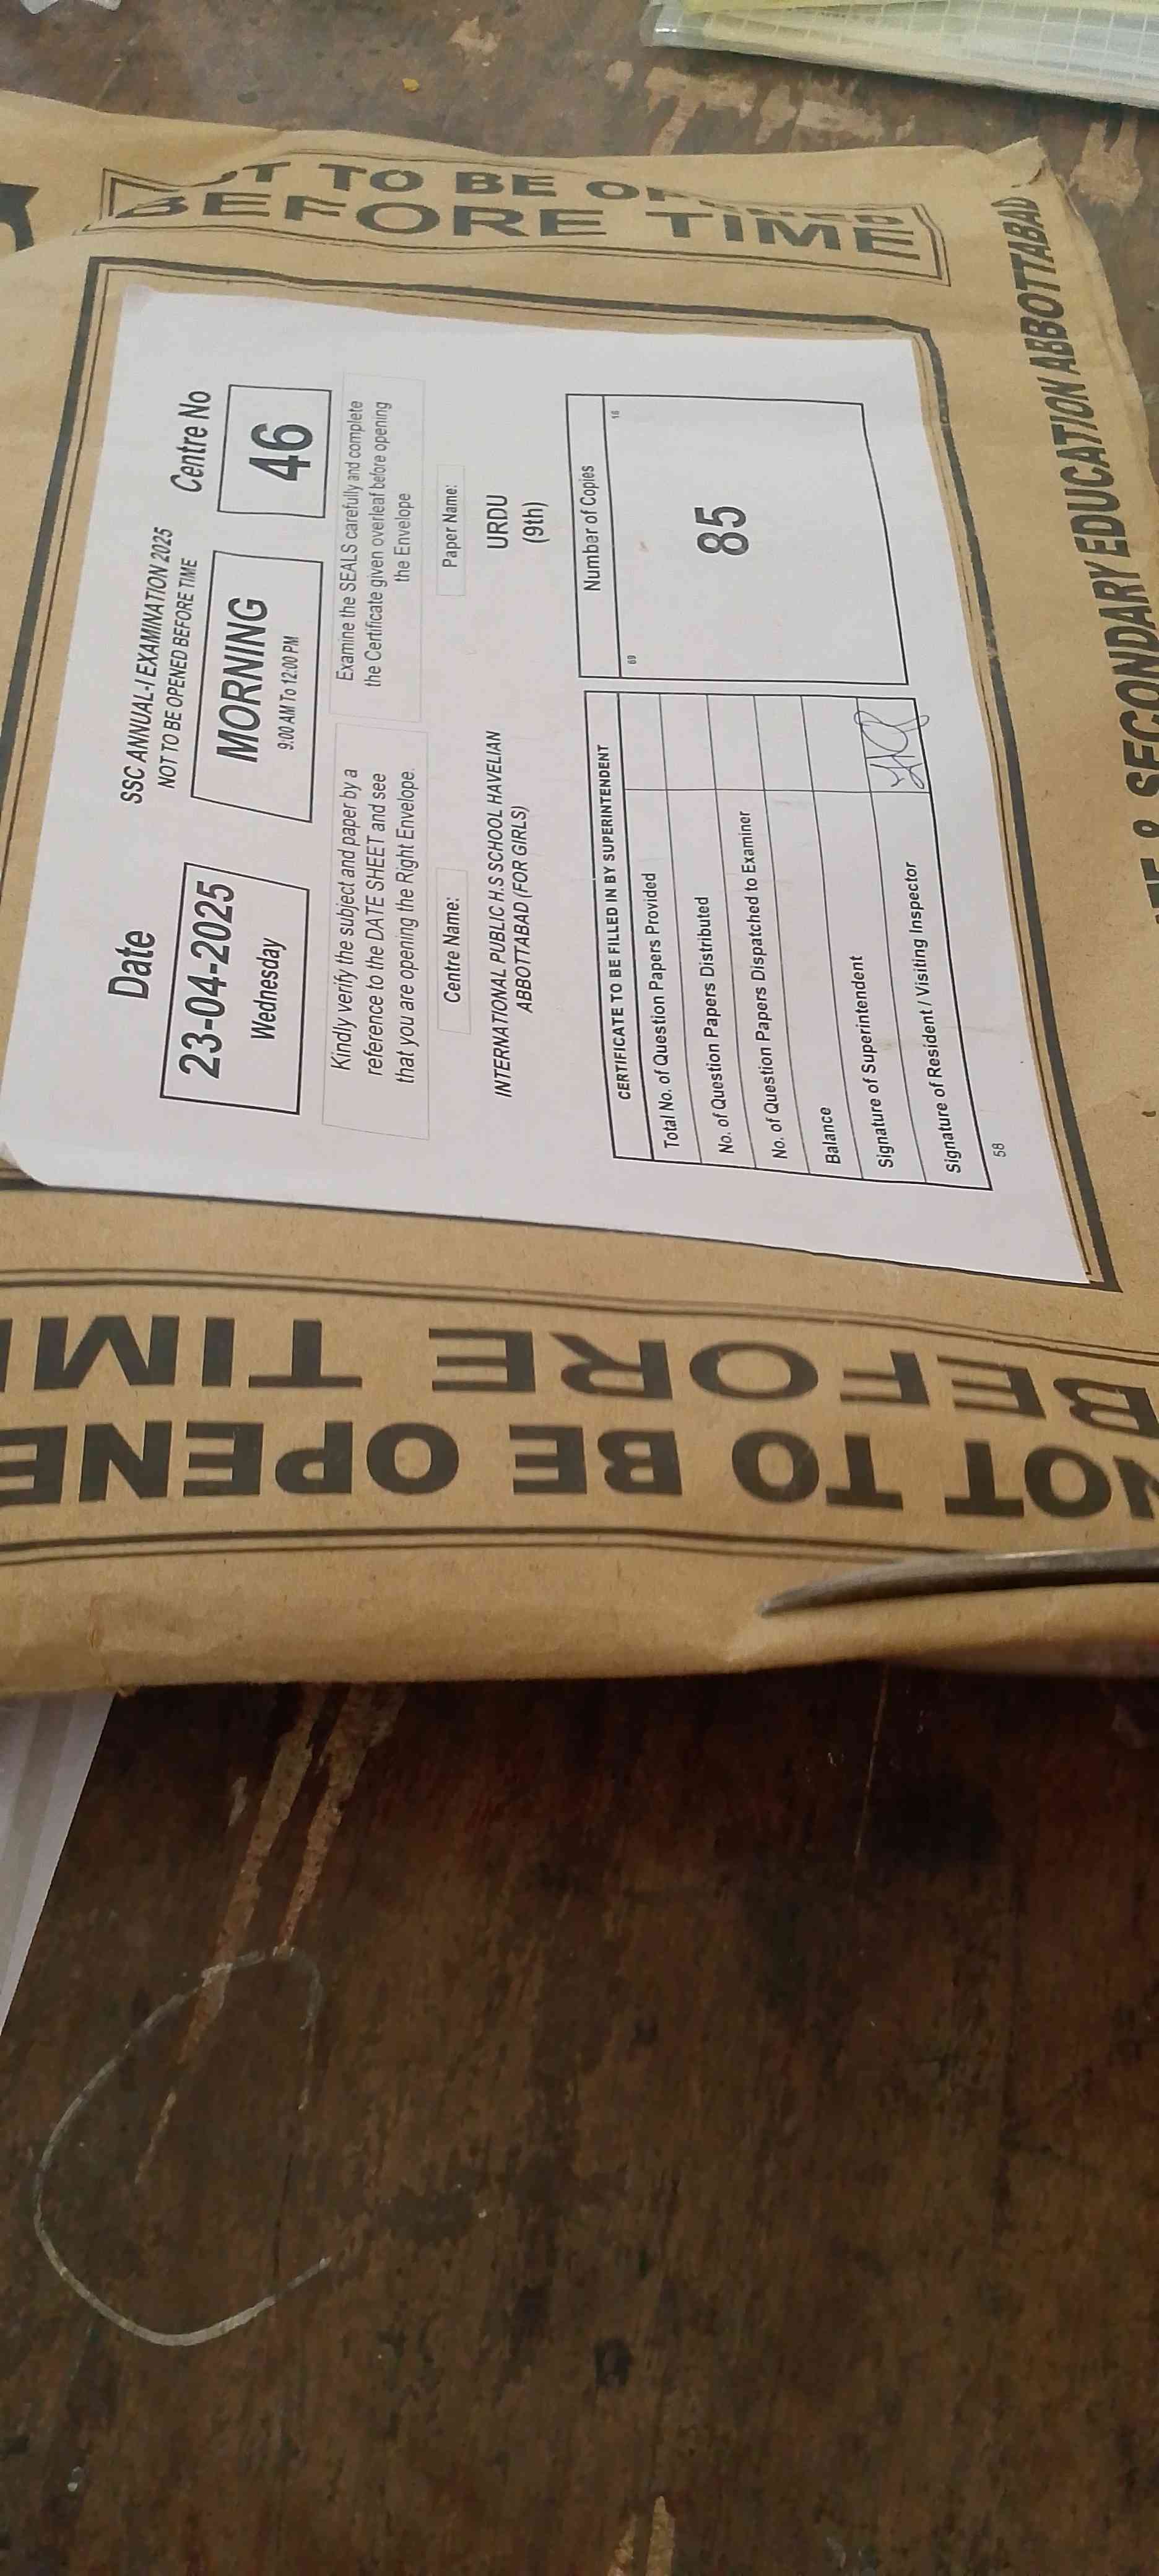 NOT TO BE OPENED
BEFORE TIME
SSC ANNUAL-I EXAMINATION 2025
NOT TO BE OPENED BEFORE TIME
Date
23-04-2025
Wednesday
MORNING
9:00 AM To 12:00 PM
Centre No
46
Kindly verify the subject and paper by a
reference to the DATE SHEET and see
that you are opening the Right Envelope.
Examine the SEALS carefully and complete
the Certificate given overleaf before opening
the Envelope
Centre Name:
INTERNATIONAL PUBLIC H.S SCHOOL HAVELIAN
ABBOTTABAD (FOR GIRLS)
Paper Name:
URDU
(9th)
CERTIFICATE TO BE FILLED IN BY SUPERINTENDENT
Total No. of Question Papers Provided
No. of Question Papers Distributed
No. of Question Papers Dispatched to Examiner
Balance
Signature of Superintendent
Signature of Resident / Visiting Inspector
58
Number of Copies
69
16
85
& SECONDARY EDUCATION ABBOTTABAD
T TO BE OPENED
BEFORE TIME